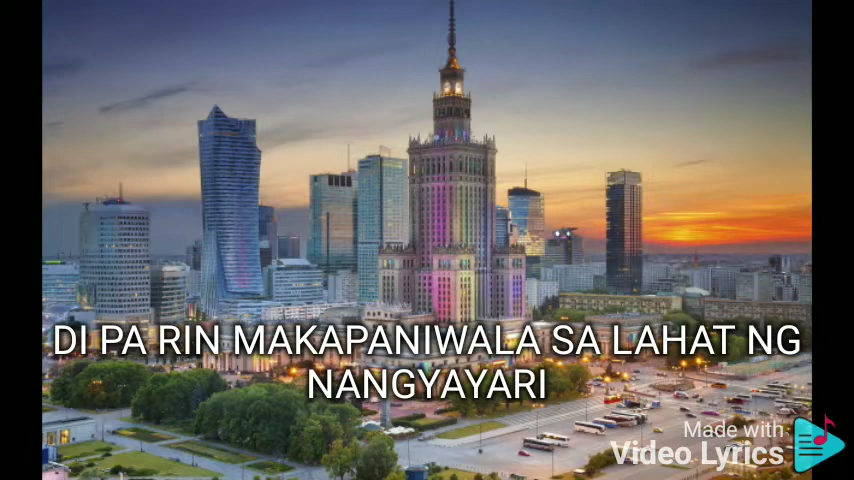 DI PA RIN MAKAPANIWALA SA LAHAT NG
NANGYAYARI
Made with
Video Lyrics